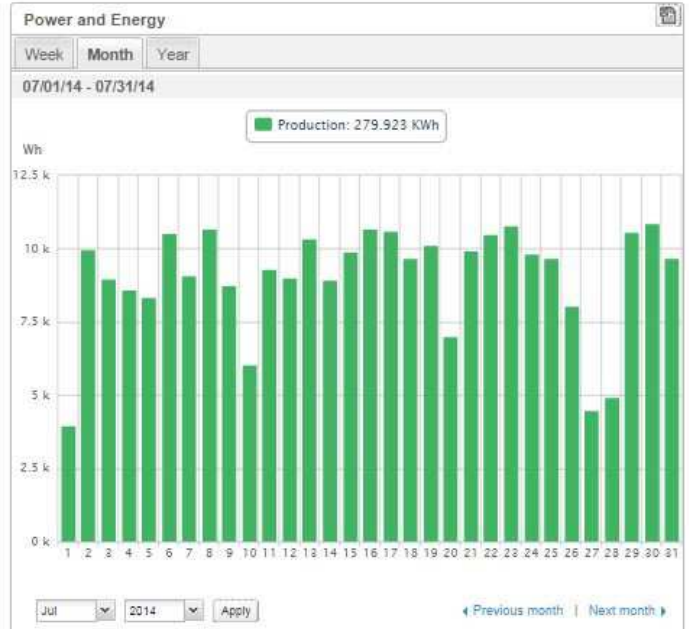 Power and Energy
Week Month Year
07/01/14 - 07/31/14
Production: 279.923 KWh
Wh
12.5 k
10 k
7.5 k
5 k
2.5 k
0 k
1 2 3 4 5 6 7 8 9 10 11 12 13 14 15 16 17 18 19 20 21 22 23 24 25 26 27 28 29 30 31
Jul 2014 Apply Previous month | Next month